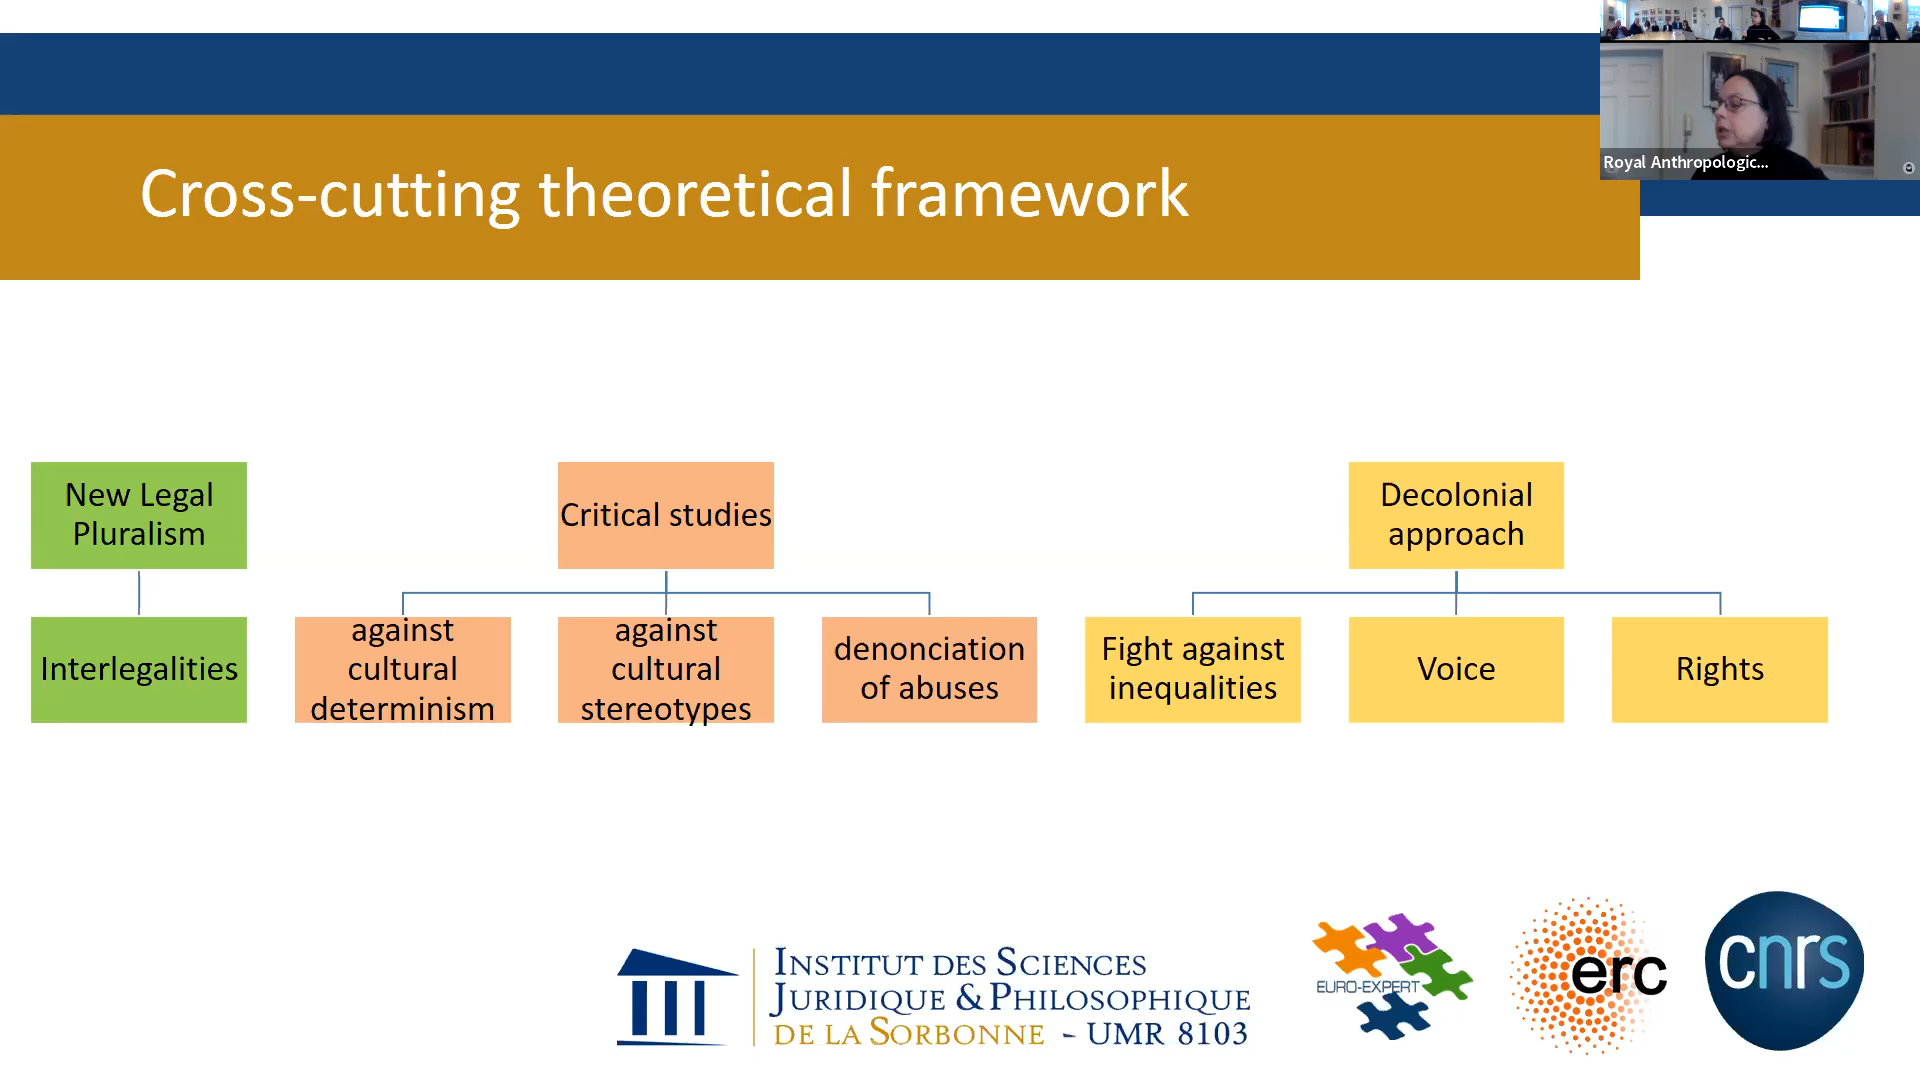 Cross-cutting theoretical framework
Royal Anthropologic...
New Legal
Pluralism
Critical studies
Decolonial
approach
Interlegalities
against
cultural
determinism
against
cultural
stereotypes
denonciation
of abuses
Fight against
inequalities
Voice
Rights
INSTITUT DES SCIENCES
JURIDIQUE & PHILOSOPHIQUE
DE LA SORBONNE - UMR 8103
EURO-EXPERT
erc
cnrs